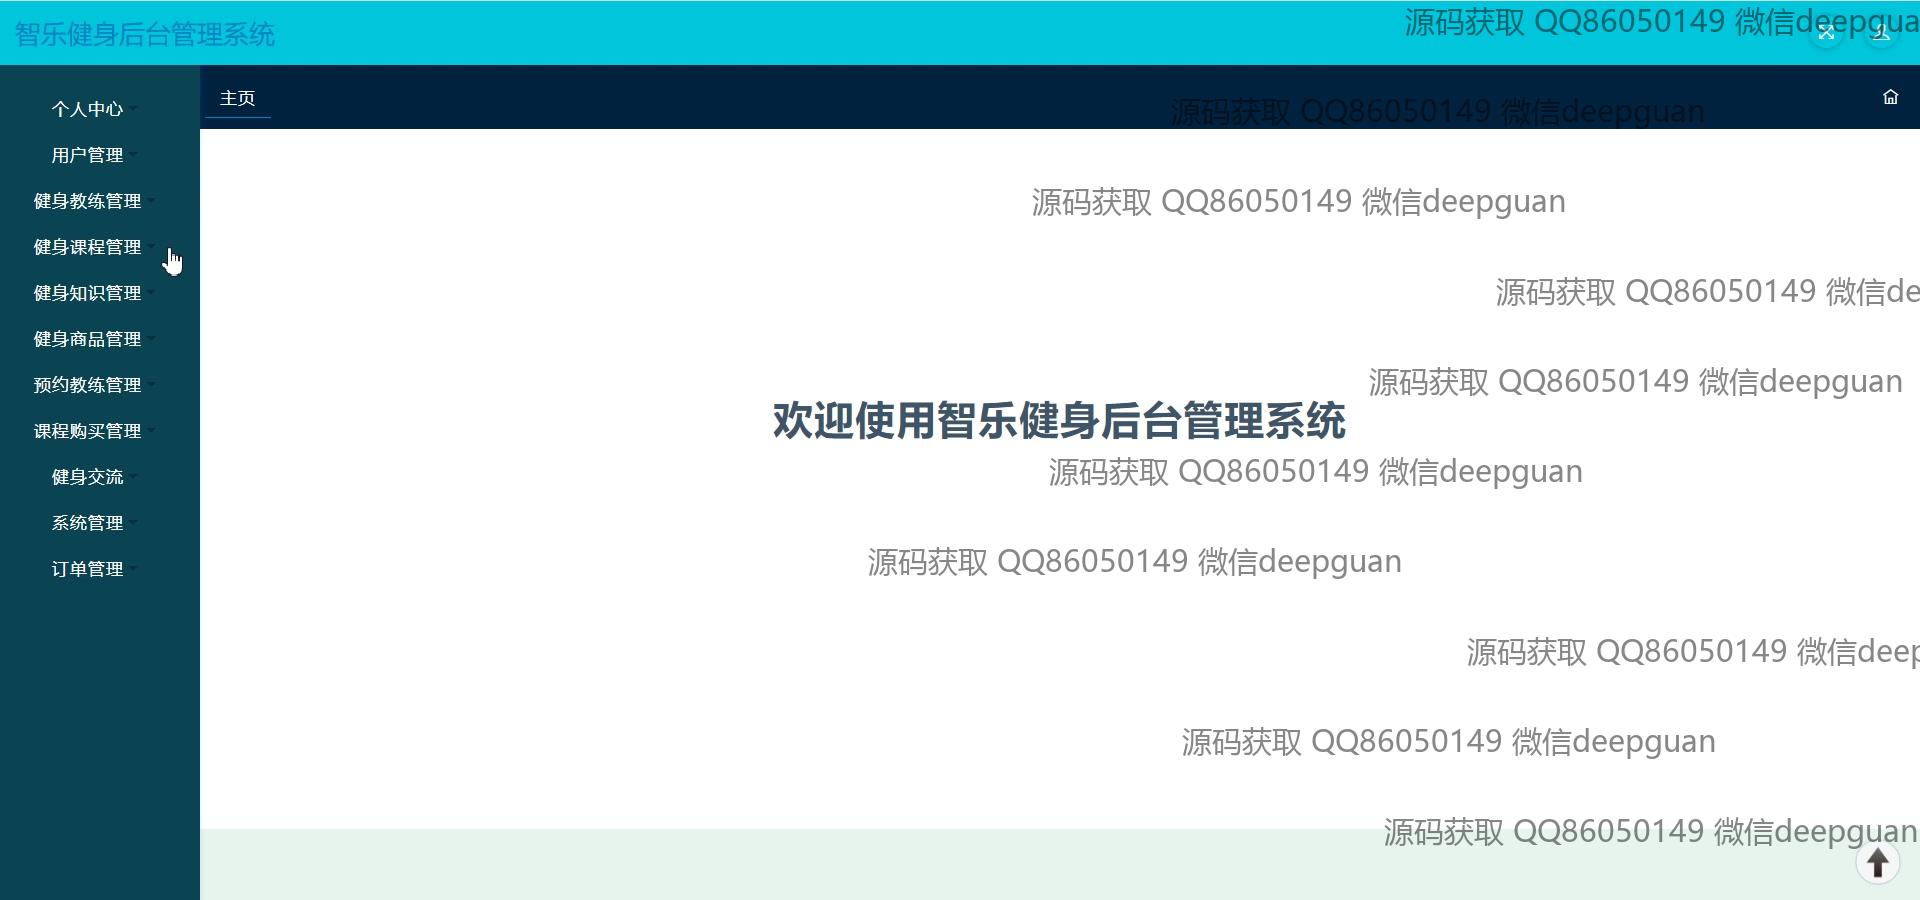 智乐健身后台管理系统
源码获取 QQ86050149 微信deepgua
主页
源码获取 QQ86050149 微信deepguan
个人中心
用户管理
健身教练管理
健身课程管理
健身知识管理
健身商品管理
预约教练管理
课程购买管理
健身交流
系统管理
订单管理
源码获取 QQ86050149 微信deepguan
源码获取 QQ86050149 微信de
源码获取 QQ86050149 微信deepguan
欢迎使用智乐健身后台管理系统
源码获取 QQ86050149 微信deepguan
源码获取 QQ86050149 微信deepguan
源码获取 QQ86050149 微信deep
源码获取 QQ86050149 微信deepguan
源码获取 QQ86050149 微信deepguan